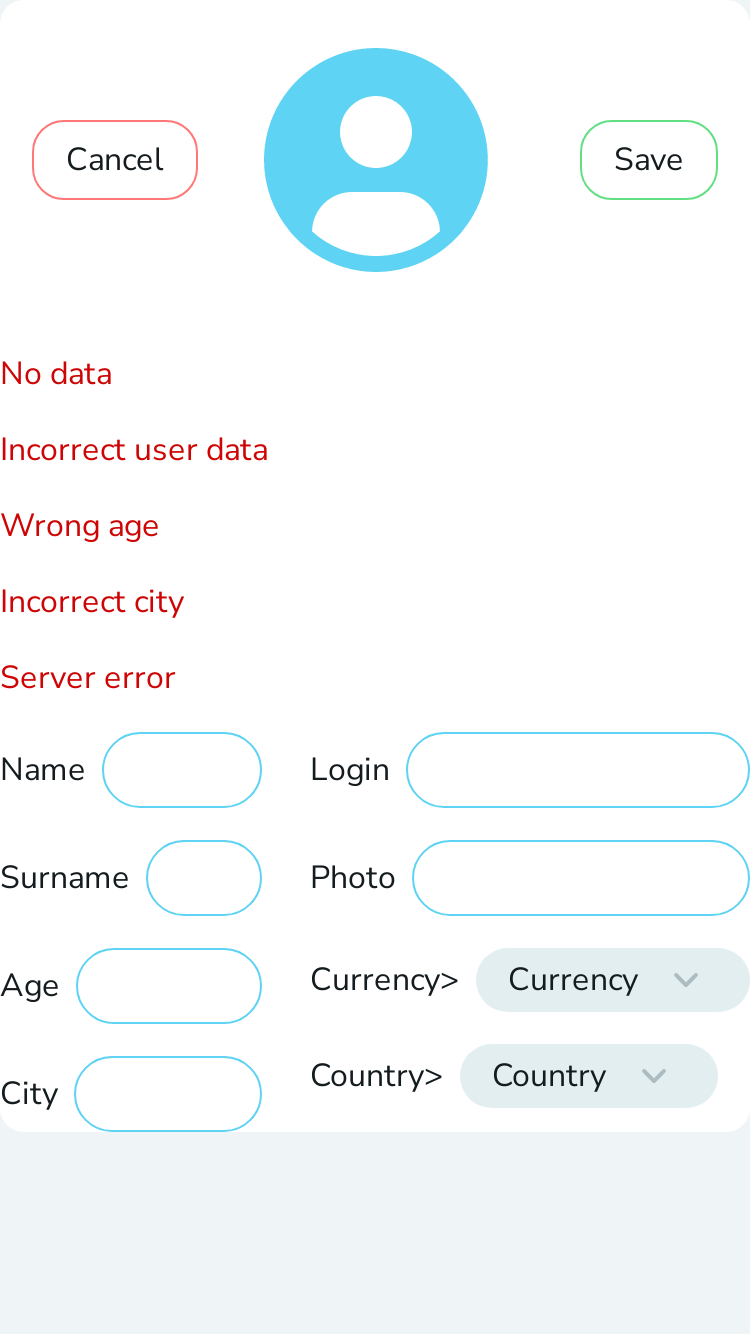 Cancel
Save
No data
Incorrect user data
Wrong age
Incorrect city
Server error
Name
Login
Surname
Photo
Age
Currency> Currency
City
Country> Country